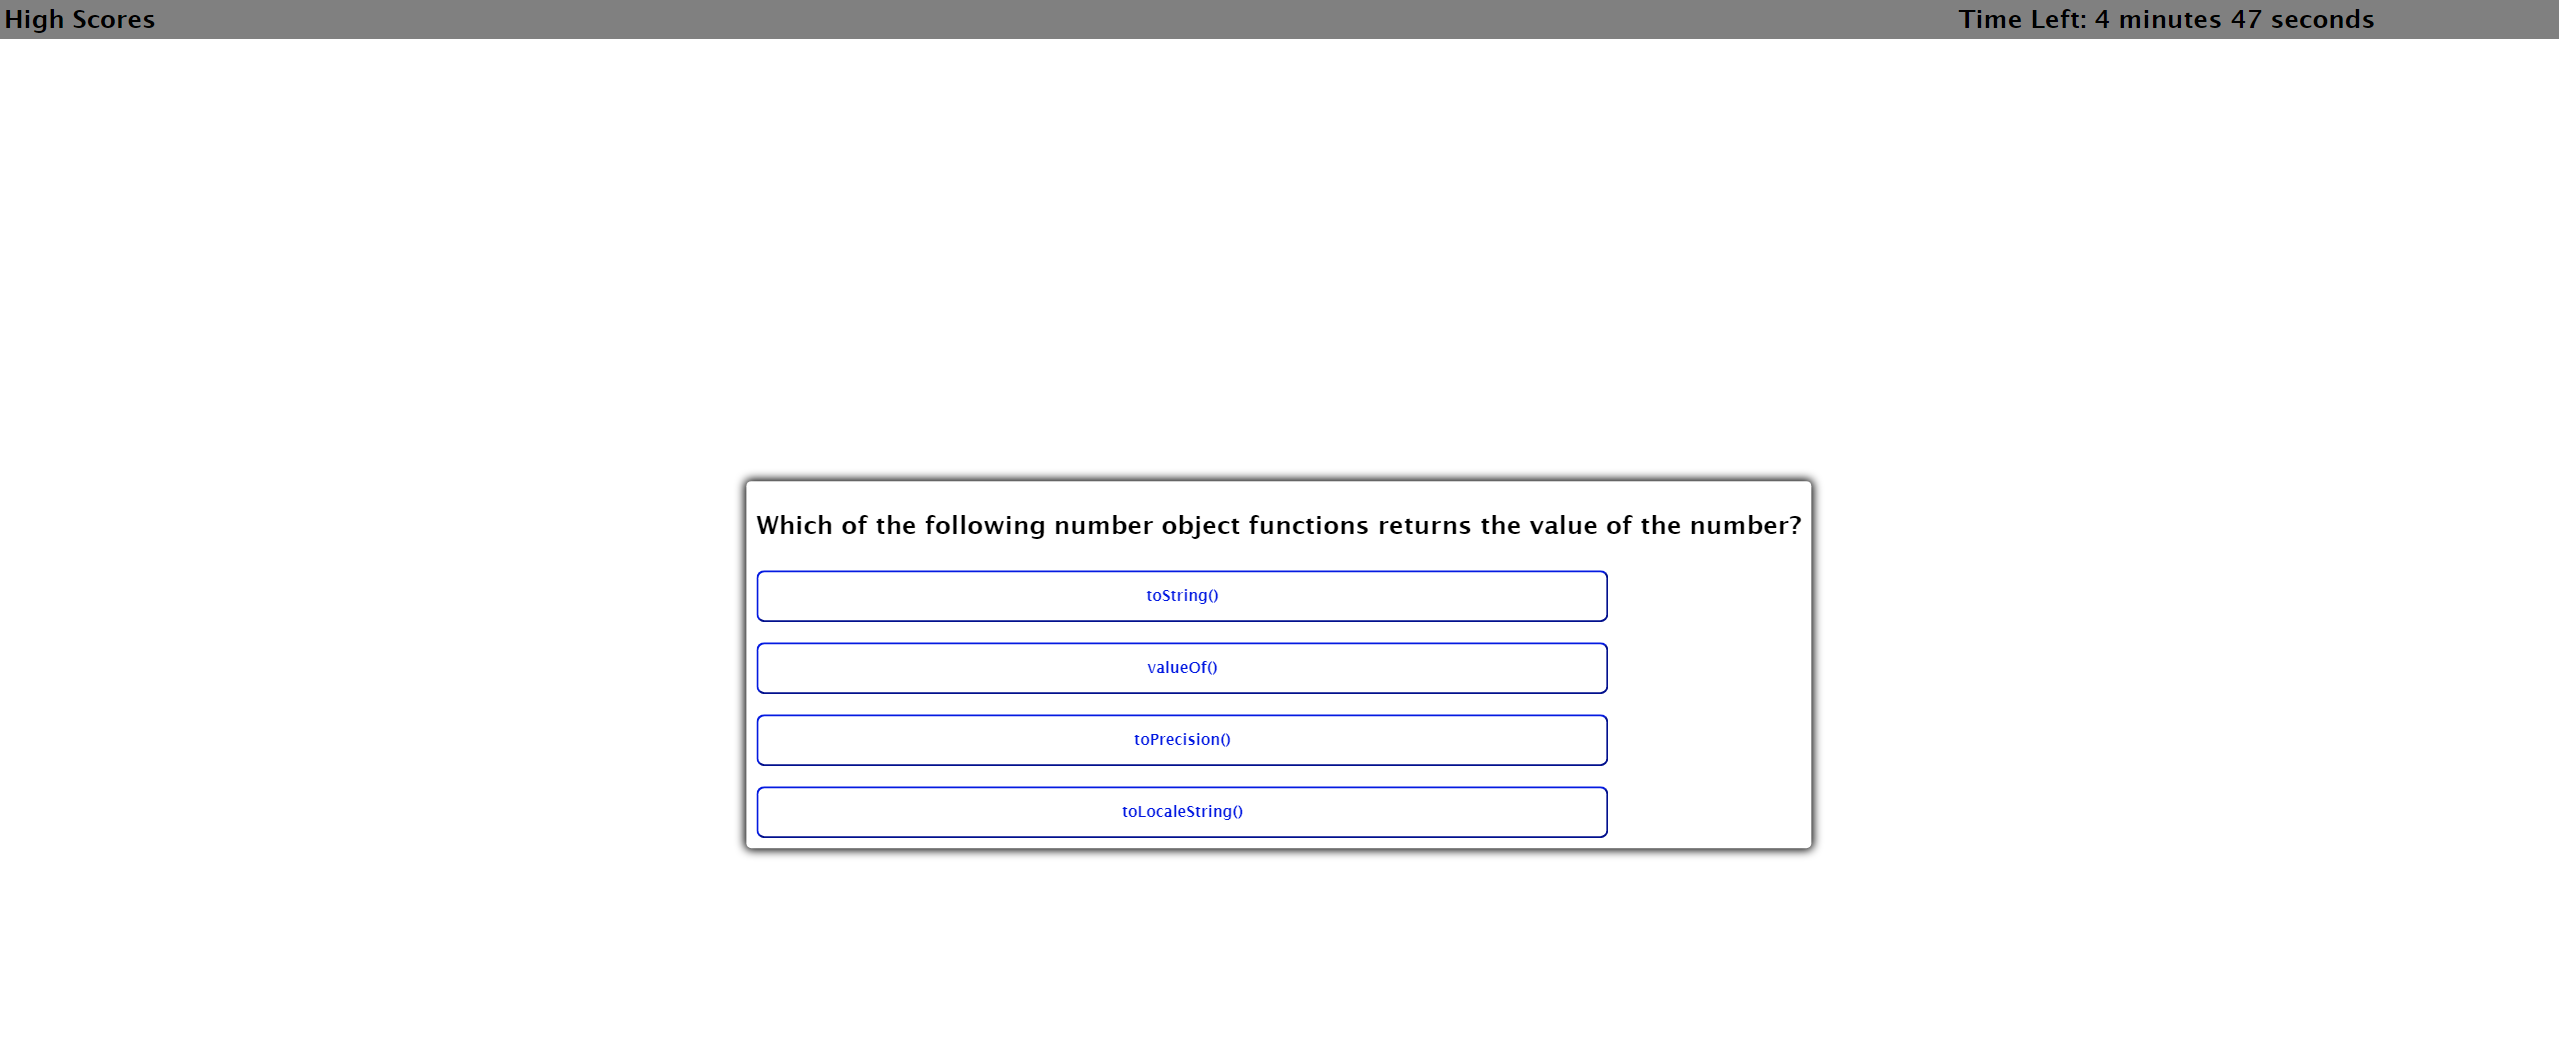 High Scores
Time Left: 4 minutes 47 seconds
Which of the following number object functions returns the value of the number?
toString()
valueOf()
toPrecision()
toLocaleString()